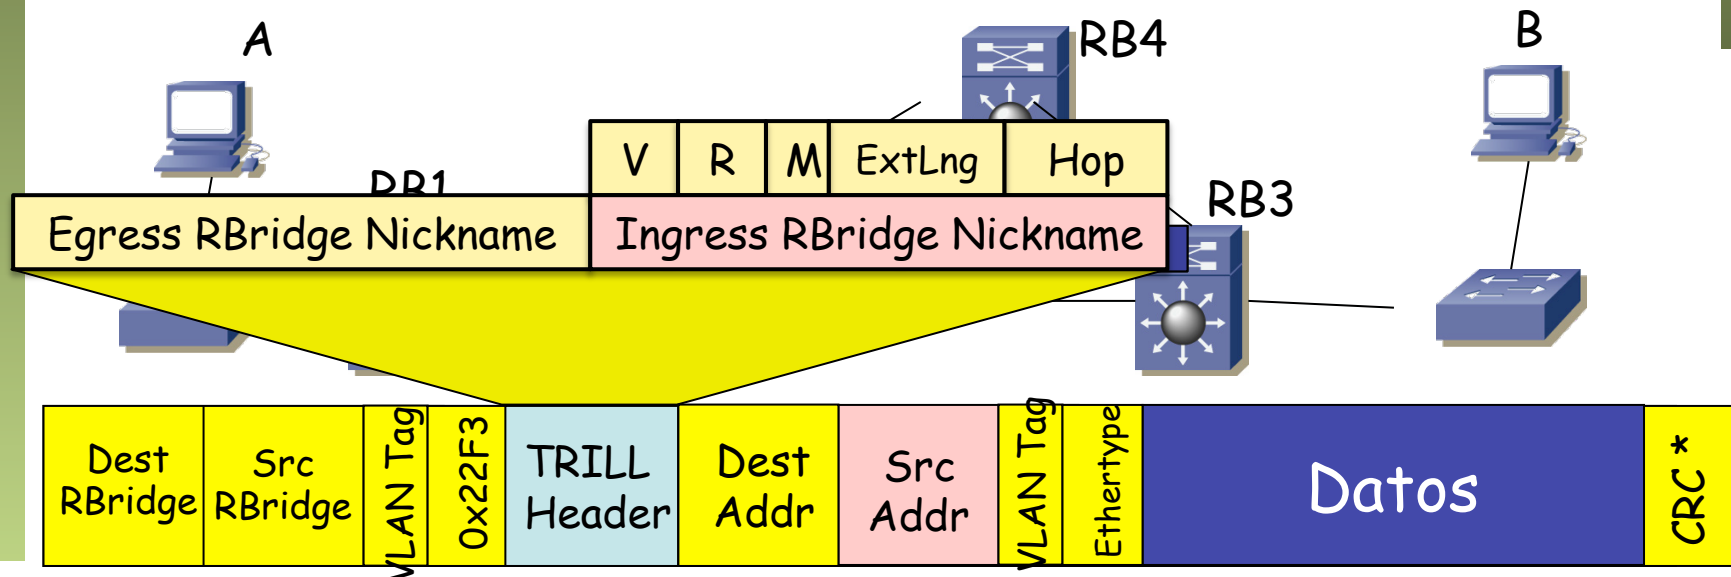 A
RB4
B
V R M ExtLng Hop
RB1
RB3
Egress RBridge Nickname Ingress RBridge Nickname
Dest RBridge
Src RBridge
VLAN Tag
0x22F3
TRILL Header
Dest Addr
Src Addr
VLAN Tag
Ethertype
Datos
CRC *